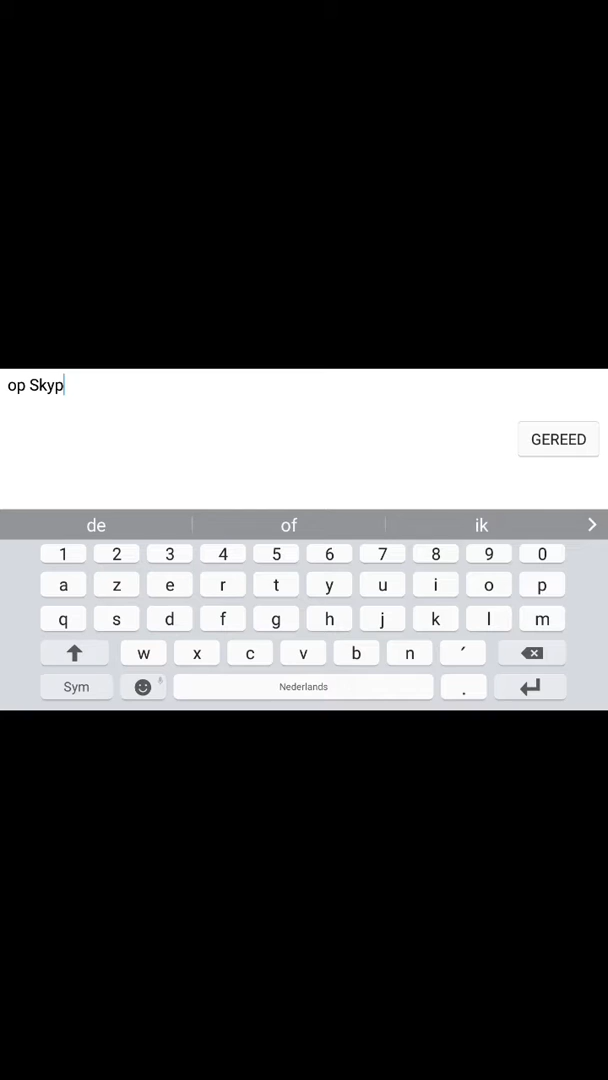 op Skyp
GEREED
de of ik
1 2 3 4 5 6 7 8 9 0
a z e r t y u i o p
q s d f g h j k l m
w x c v b n ´
Sym Nederlands .